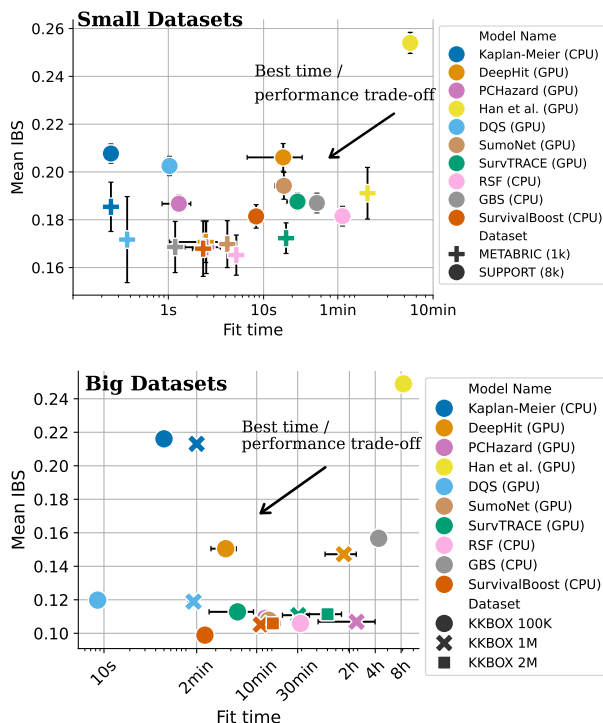 Small Datasets
0.26
0.24
0.22
0.20
0.18
0.16
Mean IBS
Best time /
performance trade-off
1s
10s
1min
10min
Fit time
Model Name
Kaplan-Meier (CPU)
DeepHit (GPU)
PCHazard (GPU)
Han et al. (GPU)
DQS (GPU)
SumoNet (GPU)
SurvTRACE (GPU)
RSF (CPU)
GBS (CPU)
SurvivalBoost (CPU)
Dataset
METABRIC (1k)
SUPPORT (8k)
Big Datasets
0.24
0.22
0.20
0.18
0.16
0.14
0.12
0.10
Mean IBS
Best time /
performance trade-off
10s
2min
10min
30min
2h
4h
8h
Fit time
Model Name
Kaplan-Meier (CPU)
DeepHit (GPU)
PCHazard (GPU)
Han et al. (GPU)
DQS (GPU)
SumoNet (GPU)
SurvTRACE (GPU)
RSF (CPU)
GBS (CPU)
SurvivalBoost (CPU)
Dataset
KKBOX 100K
KKBOX 1M
KKBOX 2M